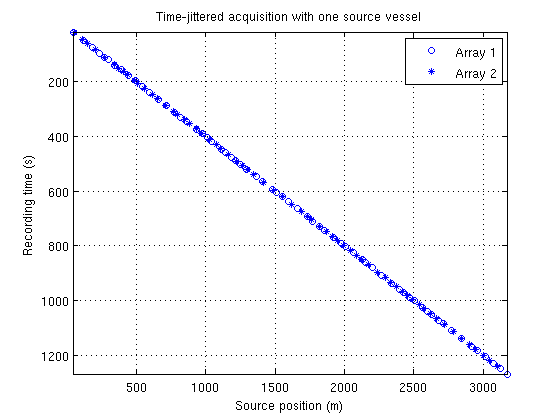 Time-jittered acquisition with one source vessel
Array 1
Array 2
200
400
600
800
1000
1200
Recording time (s)
500
1000
1500
2000
2500
3000
Source position (m)